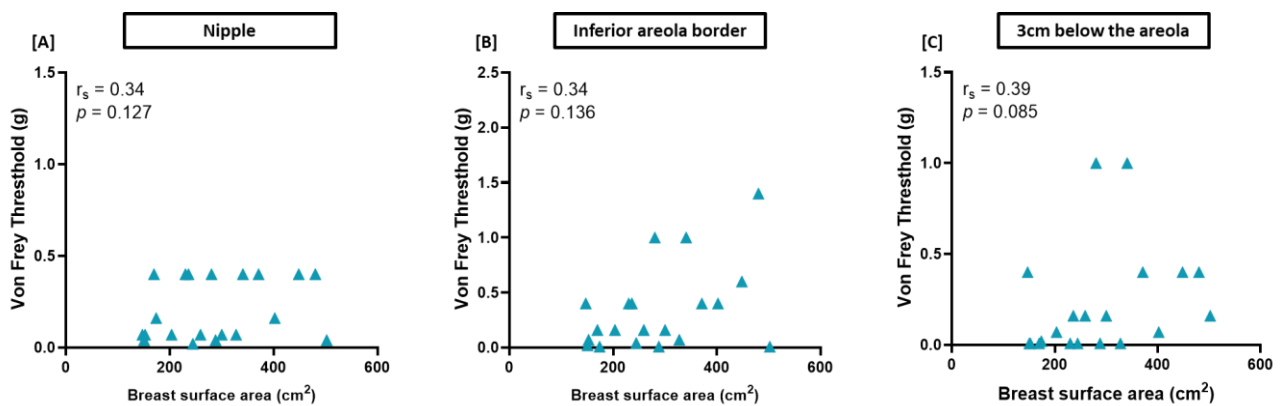 Nipple
[A]
r_s = 0.34
p = 0.127
Von Frey Thresthold (g)
1.5
1.0
0.5
0.0
0
200
400
600
Breast surface area (cm²)
Inferior areola border
[B]
r_s = 0.34
p = 0.136
Von Frey Thresthold (g)
2.5
2.0
1.5
1.0
0.5
0.0
0
200
400
600
Breast surface area (cm²)
3cm below the areola
[C]
r_s = 0.39
p = 0.085
Von Frey Thresthold (g)
1.5
1.0
0.5
0.0
0
200
400
600
Breast surface area (cm²)